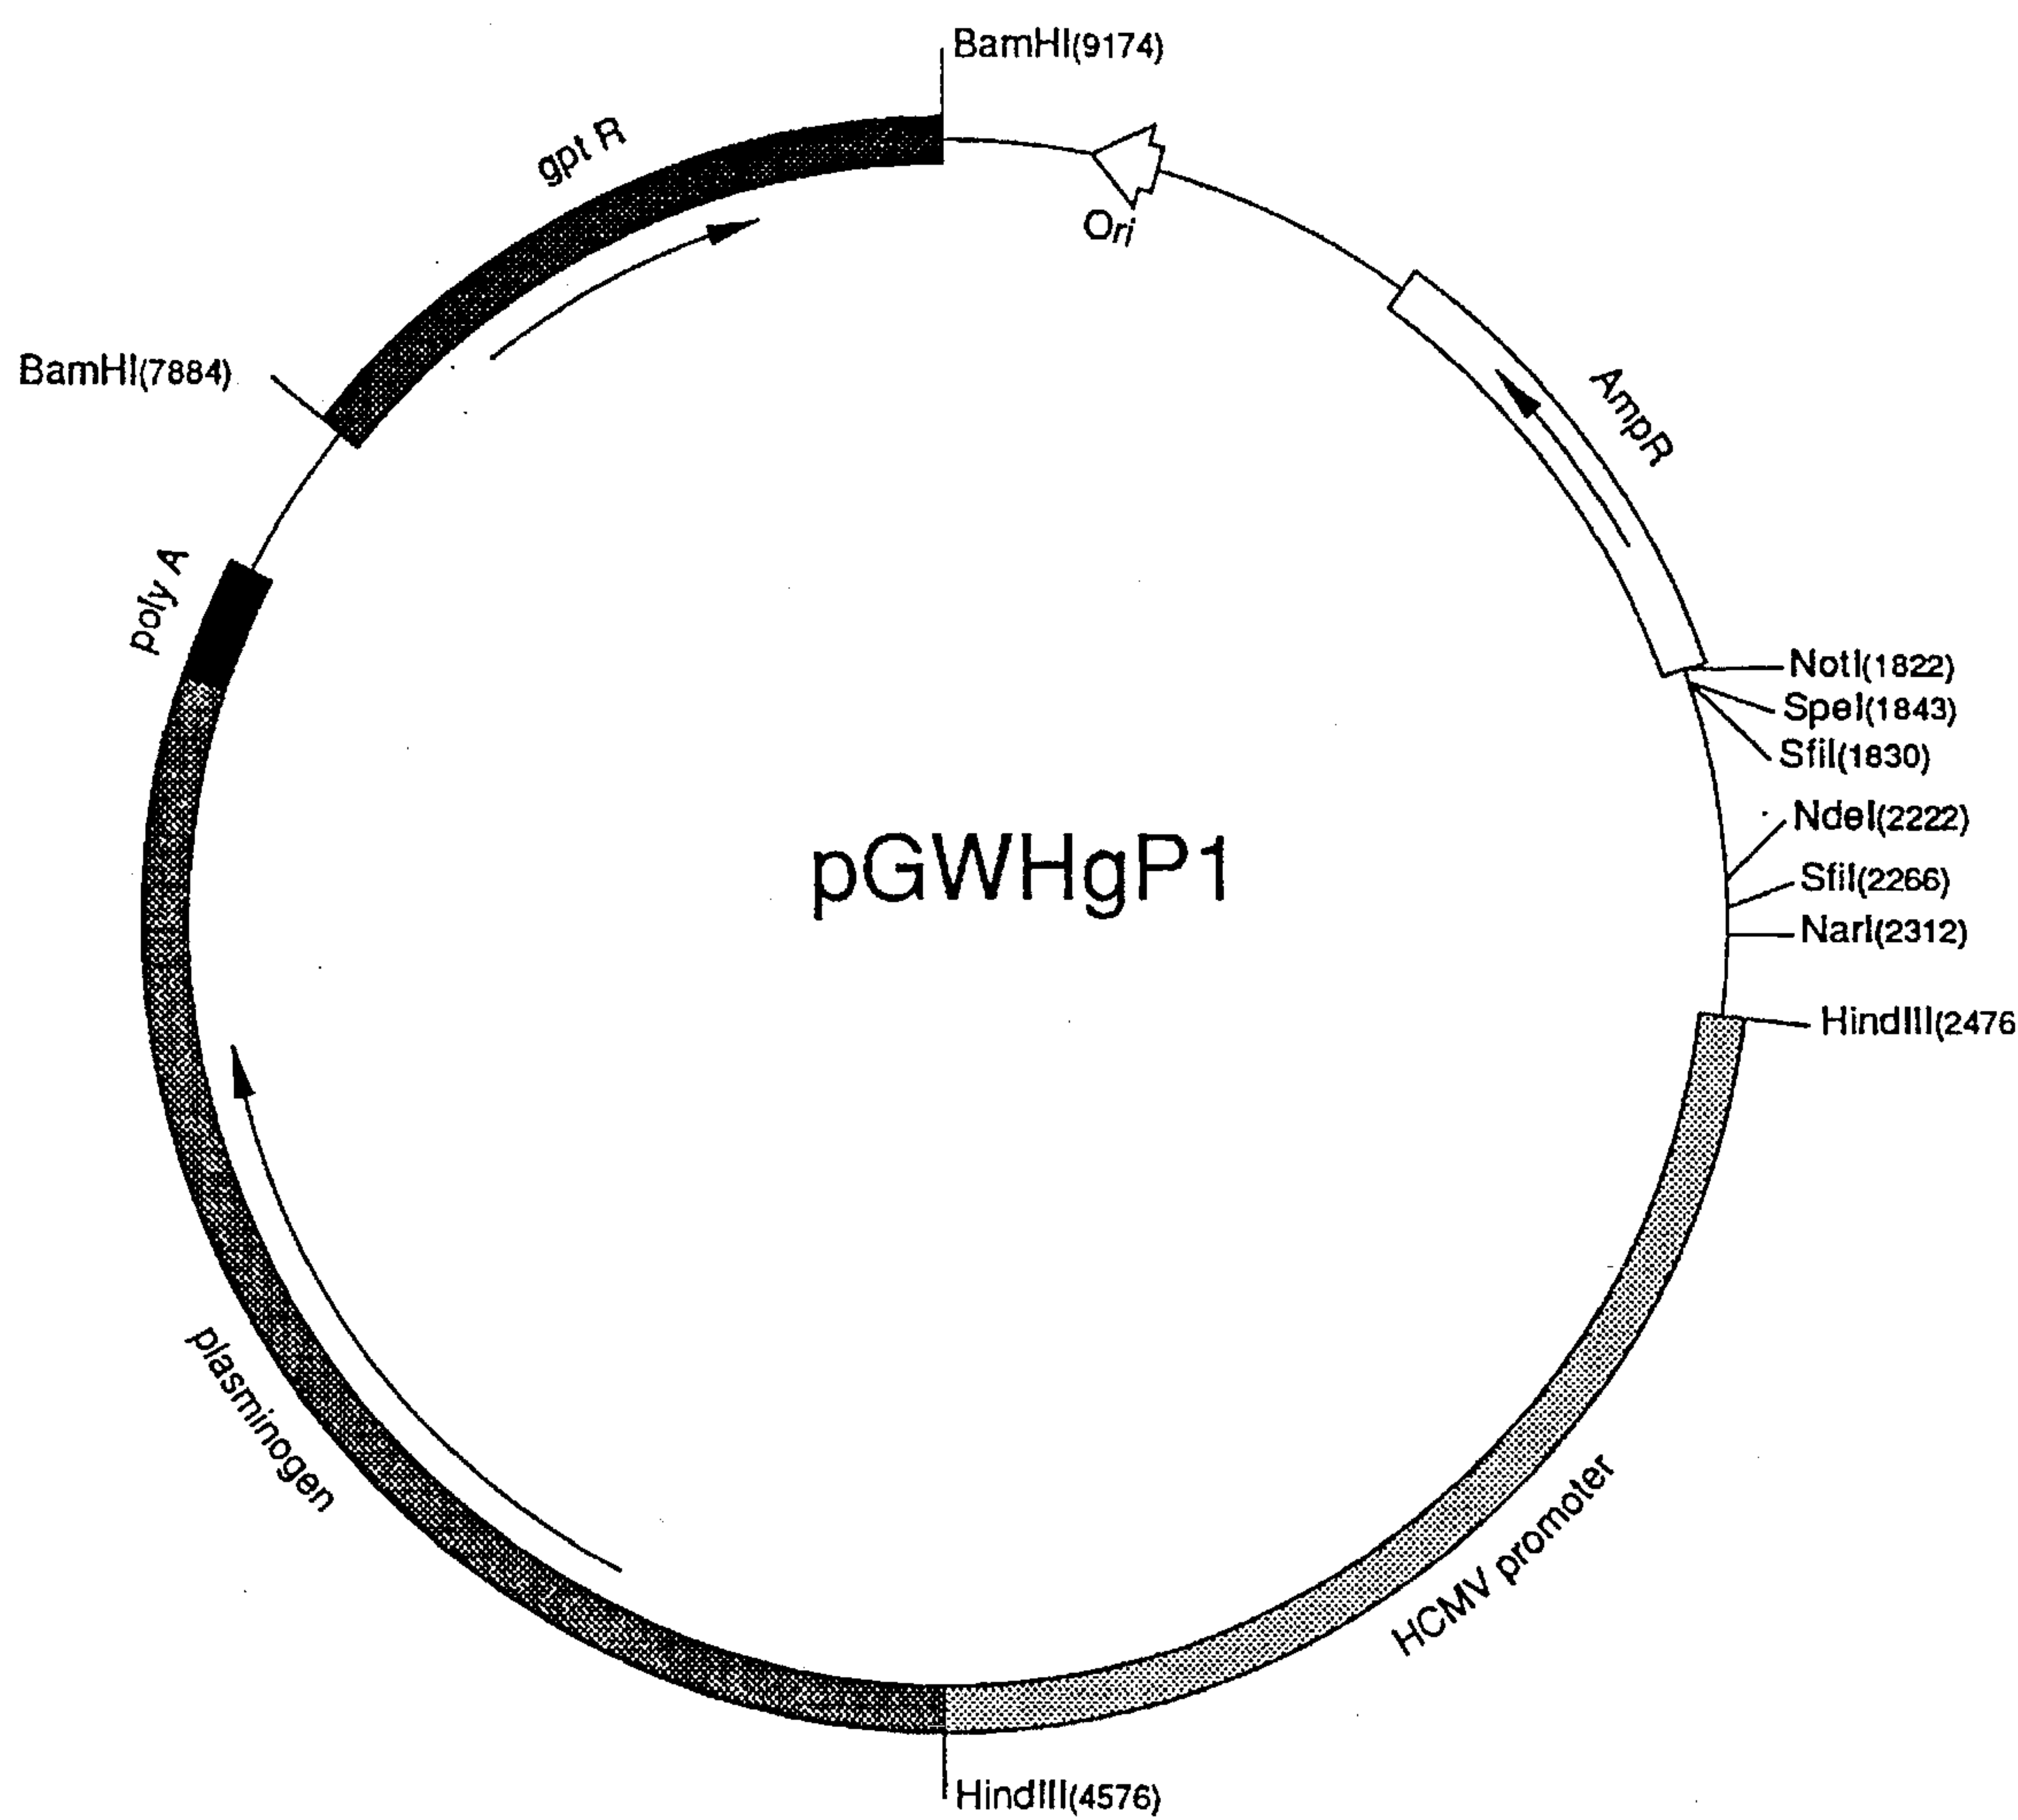 BamHI(9174)
gpt R
Ori
BamHI(7884)
AmpR
poly A
NotI(1822)
SpeI(1843)
SfiI(1830)
NdeI(2222)
pGWHgP1
SfiI(2266)
NarI(2312)
HindIII(2476
plasminogen
HCMV promoter
HindIII(4576)